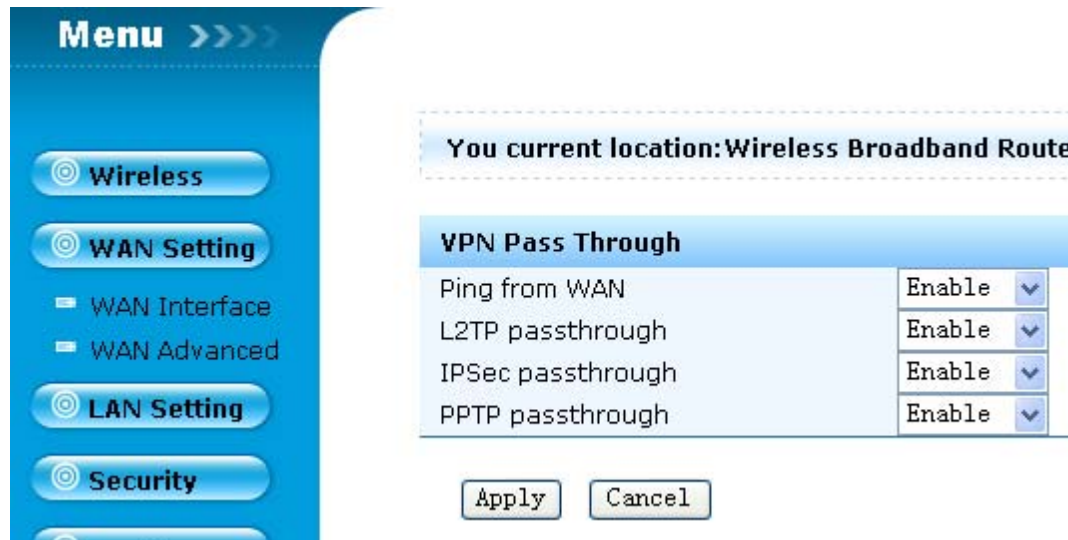 Menu >>>>
You current location:Wireless Broadband Route
Wireless
WAN Setting
WAN Interface
WAN Advanced
LAN Setting
Security
VPN Pass Through
Ping from WAN Enable
L2TP passthrough Enable
IPSec passthrough Enable
PPTP passthrough Enable
Apply Cancel